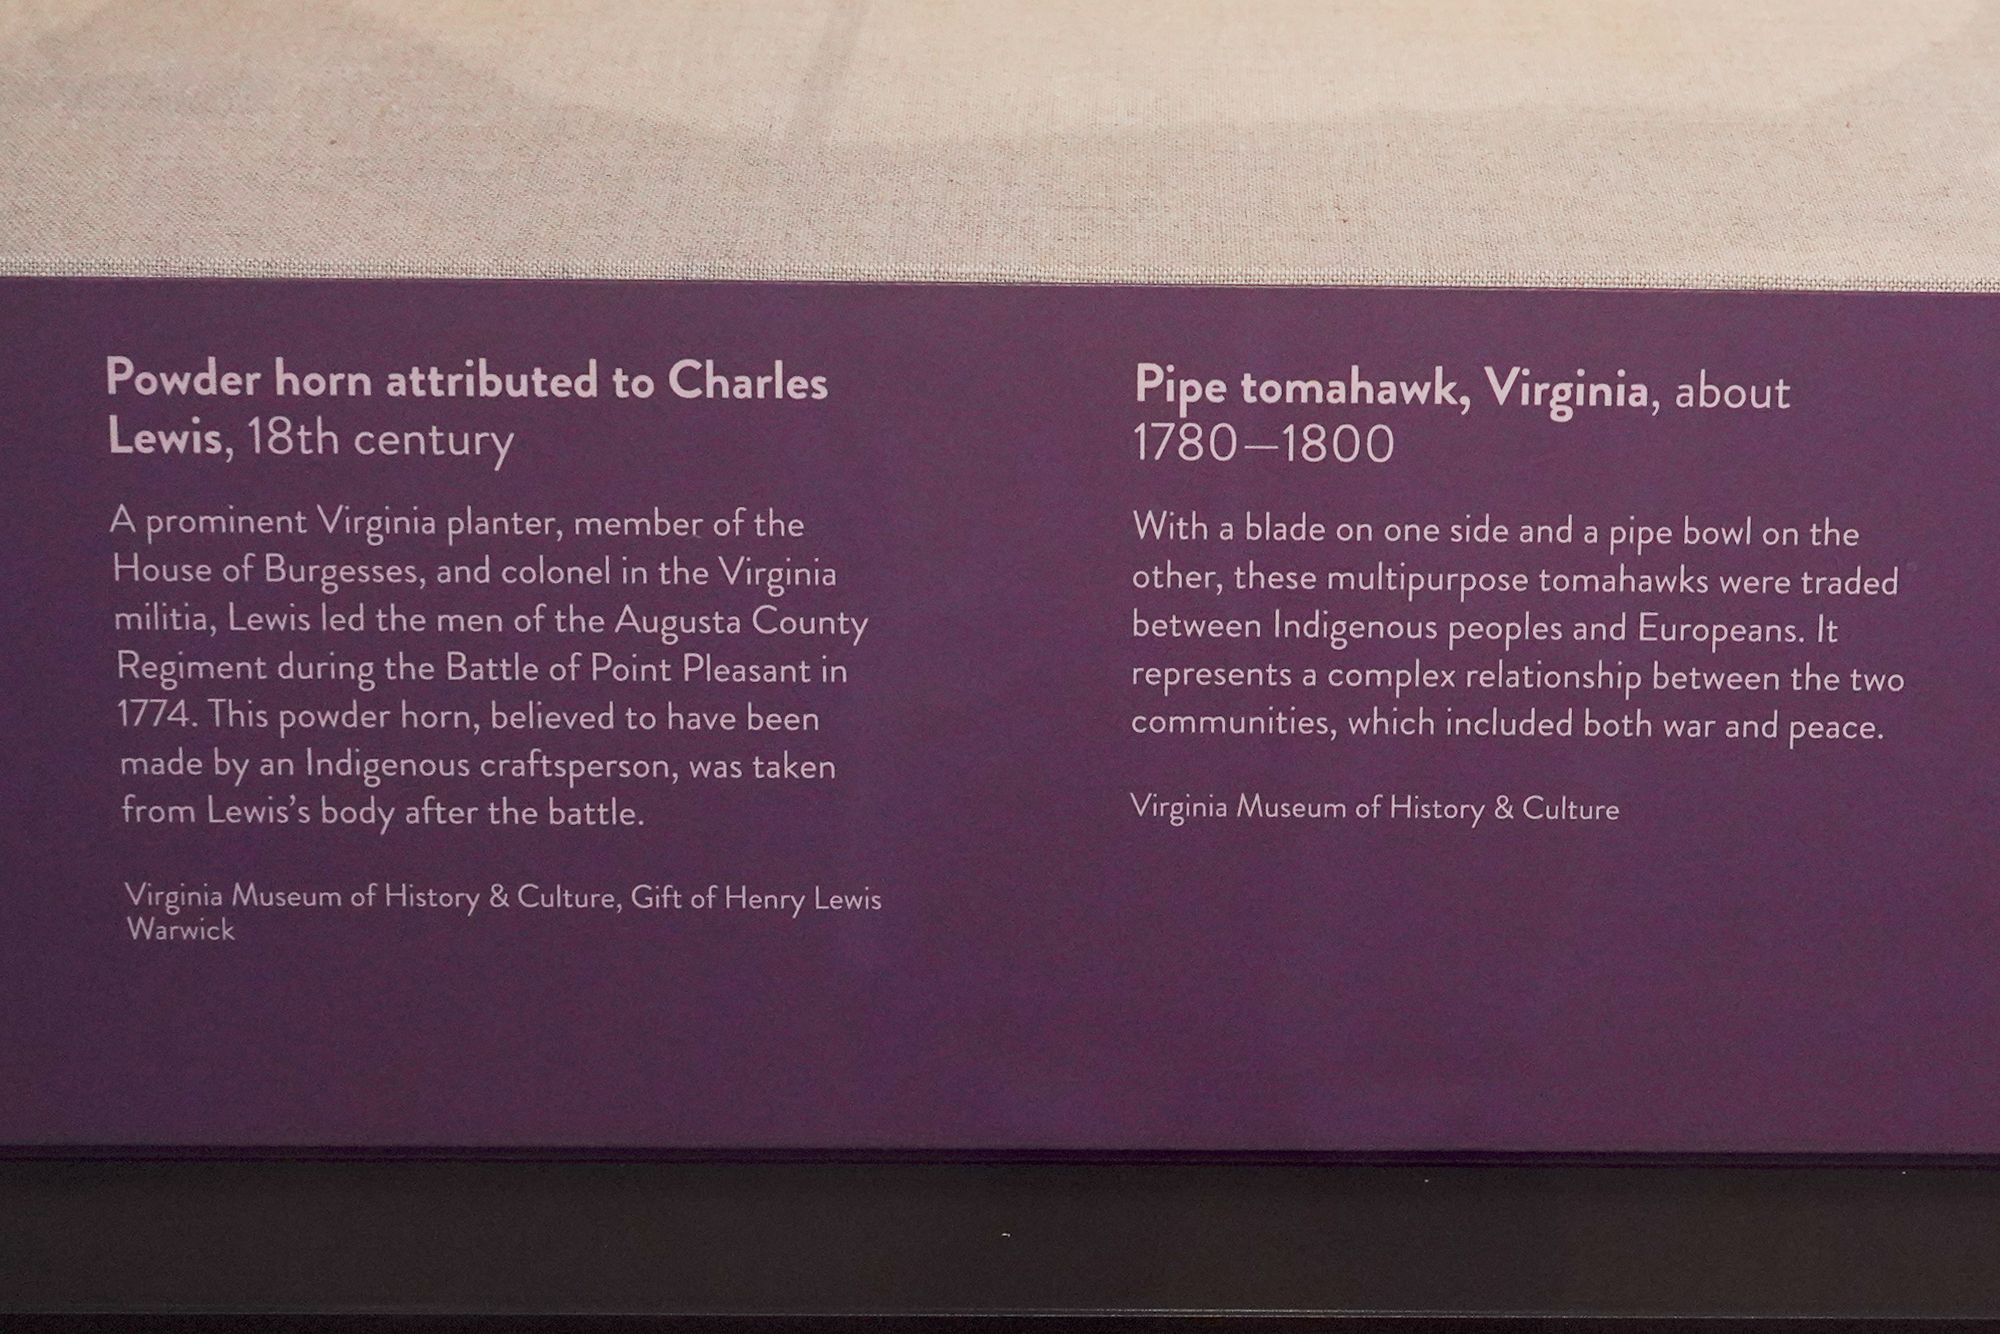 Powder horn attributed to Charles
Lewis, 18th century
A prominent Virginia planter, member of the
House of Burgesses, and colonel in the Virginia
militia, Lewis led the men of the Augusta County
Regiment during the Battle of Point Pleasant in
1774. This powder horn, believed to have been
made by an Indigenous craftsperson, was taken
from Lewis’s body after the battle.
Virginia Museum of History & Culture, Gift of Henry Lewis
Warwick
Pipe tomahawk, Virginia, about
1780—1800
With a blade on one side and a pipe bowl on the
other, these multipurpose tomahawks were traded
between Indigenous peoples and Europeans. It
represents a complex relationship between the two
communities, which included both war and peace.
Virginia Museum of History & Culture